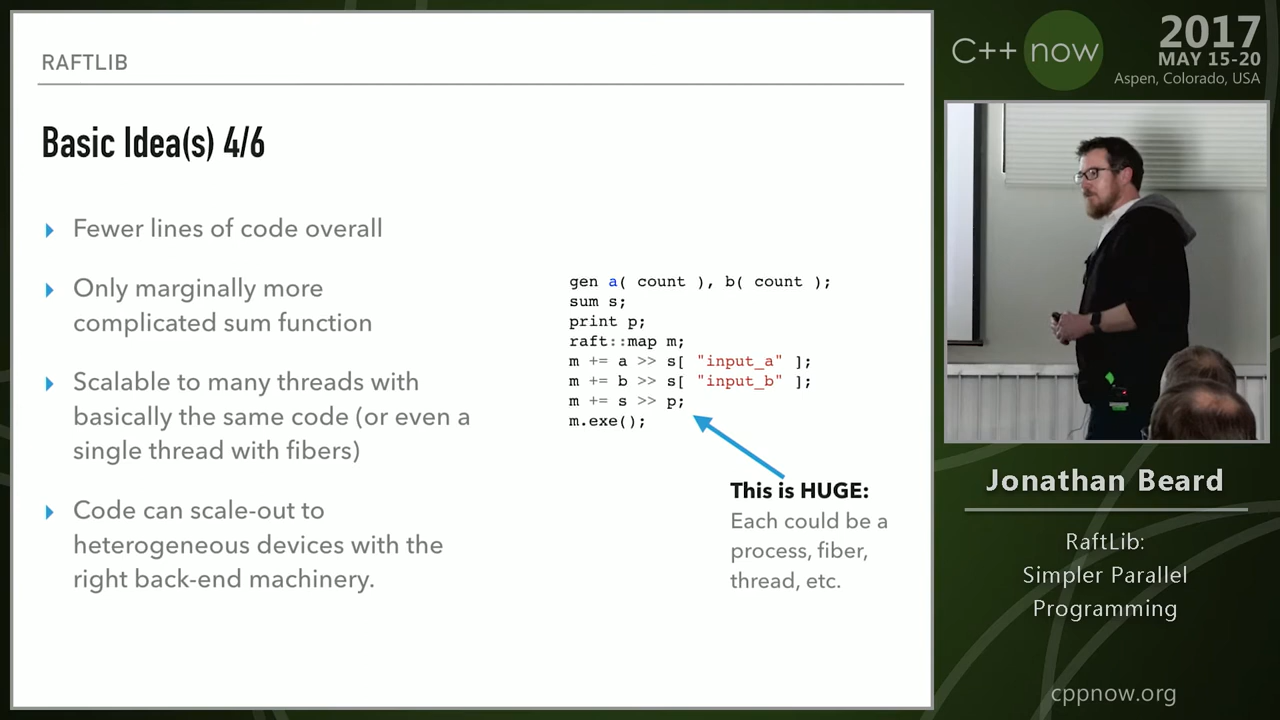 RAFTLIB
Basic Idea(s) 4/6
Fewer lines of code overall
Only marginally more
complicated sum function
Scalable to many threads with
basically the same code (or even a
single thread with fibers)
Code can scale-out to
heterogeneous devices with the
right back-end machinery.
gen a( count ), b( count );
sum s;
print p;
raft::map m;
m += a >> s[ "input_a" ];
m += b >> s[ "input_b" ];
m += s >> p;
m.exe();
This is HUGE:
Each could be a
process, fiber,
thread, etc.
C++ now
2017
MAY 15-20
Aspen, Colorado, USA
Jonathan Beard
RaftLib:
Simpler Parallel
Programming
cppnow.org